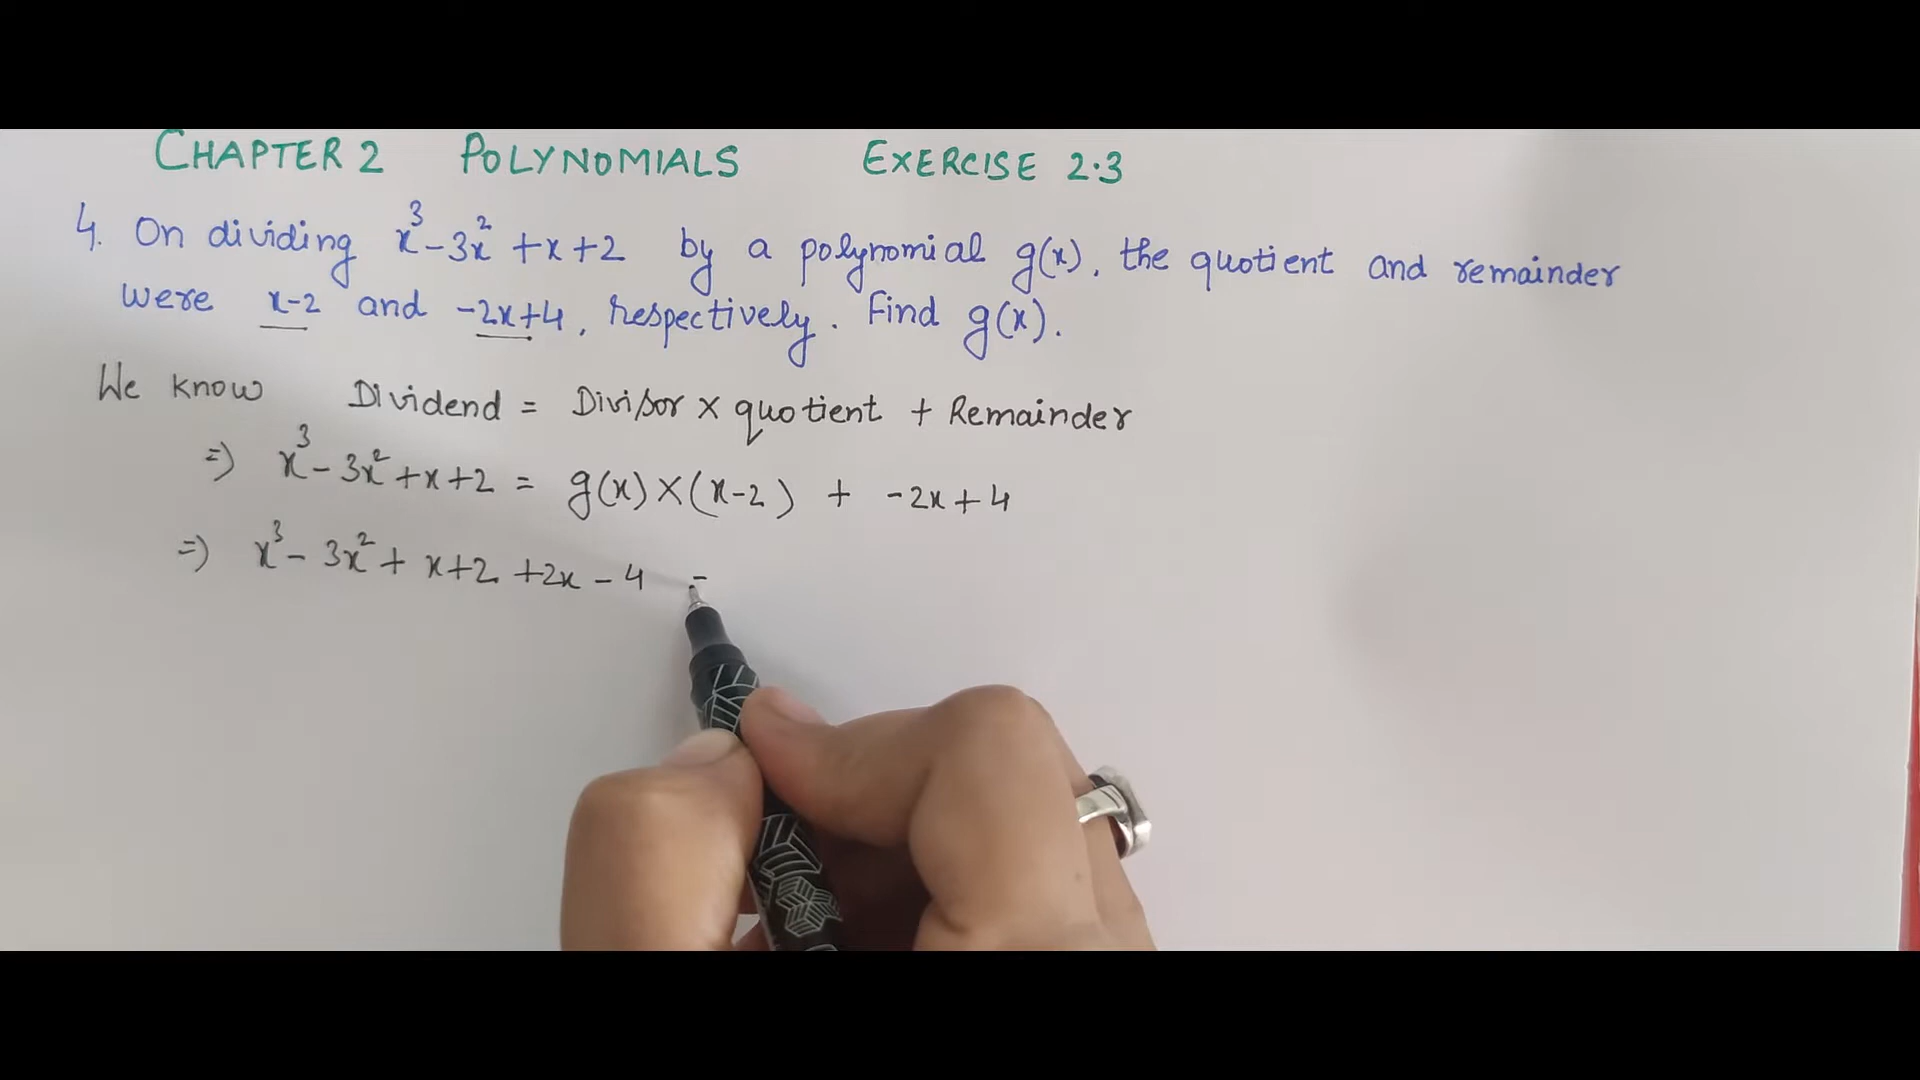 CHAPTER 2 POLYNOMIALS EXERCISE 2.3
4. On dividing x³ - 3x² + x + 2 by a polynomial g(x), the quotient and remainder
were x-2 and -2x+4, respectively. Find g(x).
We know Dividend = Divisor × quotient + Remainder
⇒ x³ - 3x² + x + 2 = g(x) × (x-2) + -2x + 4
⇒ x³ - 3x² + x + 2 + 2x - 4 -